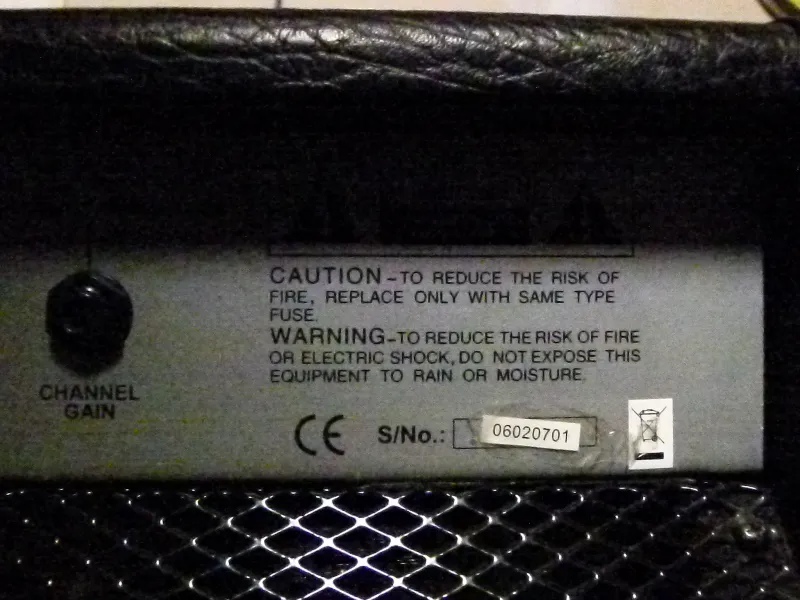 CAUTION-TO REDUCE THE RISK OF
FIRE, REPLACE ONLY WITH SAME TYPE
FUSE.
WARNING-TO REDUCE THE RISK OF FIRE
OR ELECTRIC SHOCK, DO NOT EXPOSE THIS
EQUIPMENT TO RAIN OR MOISTURE.
CHANNEL
GAIN
CE S/No.: 06020701